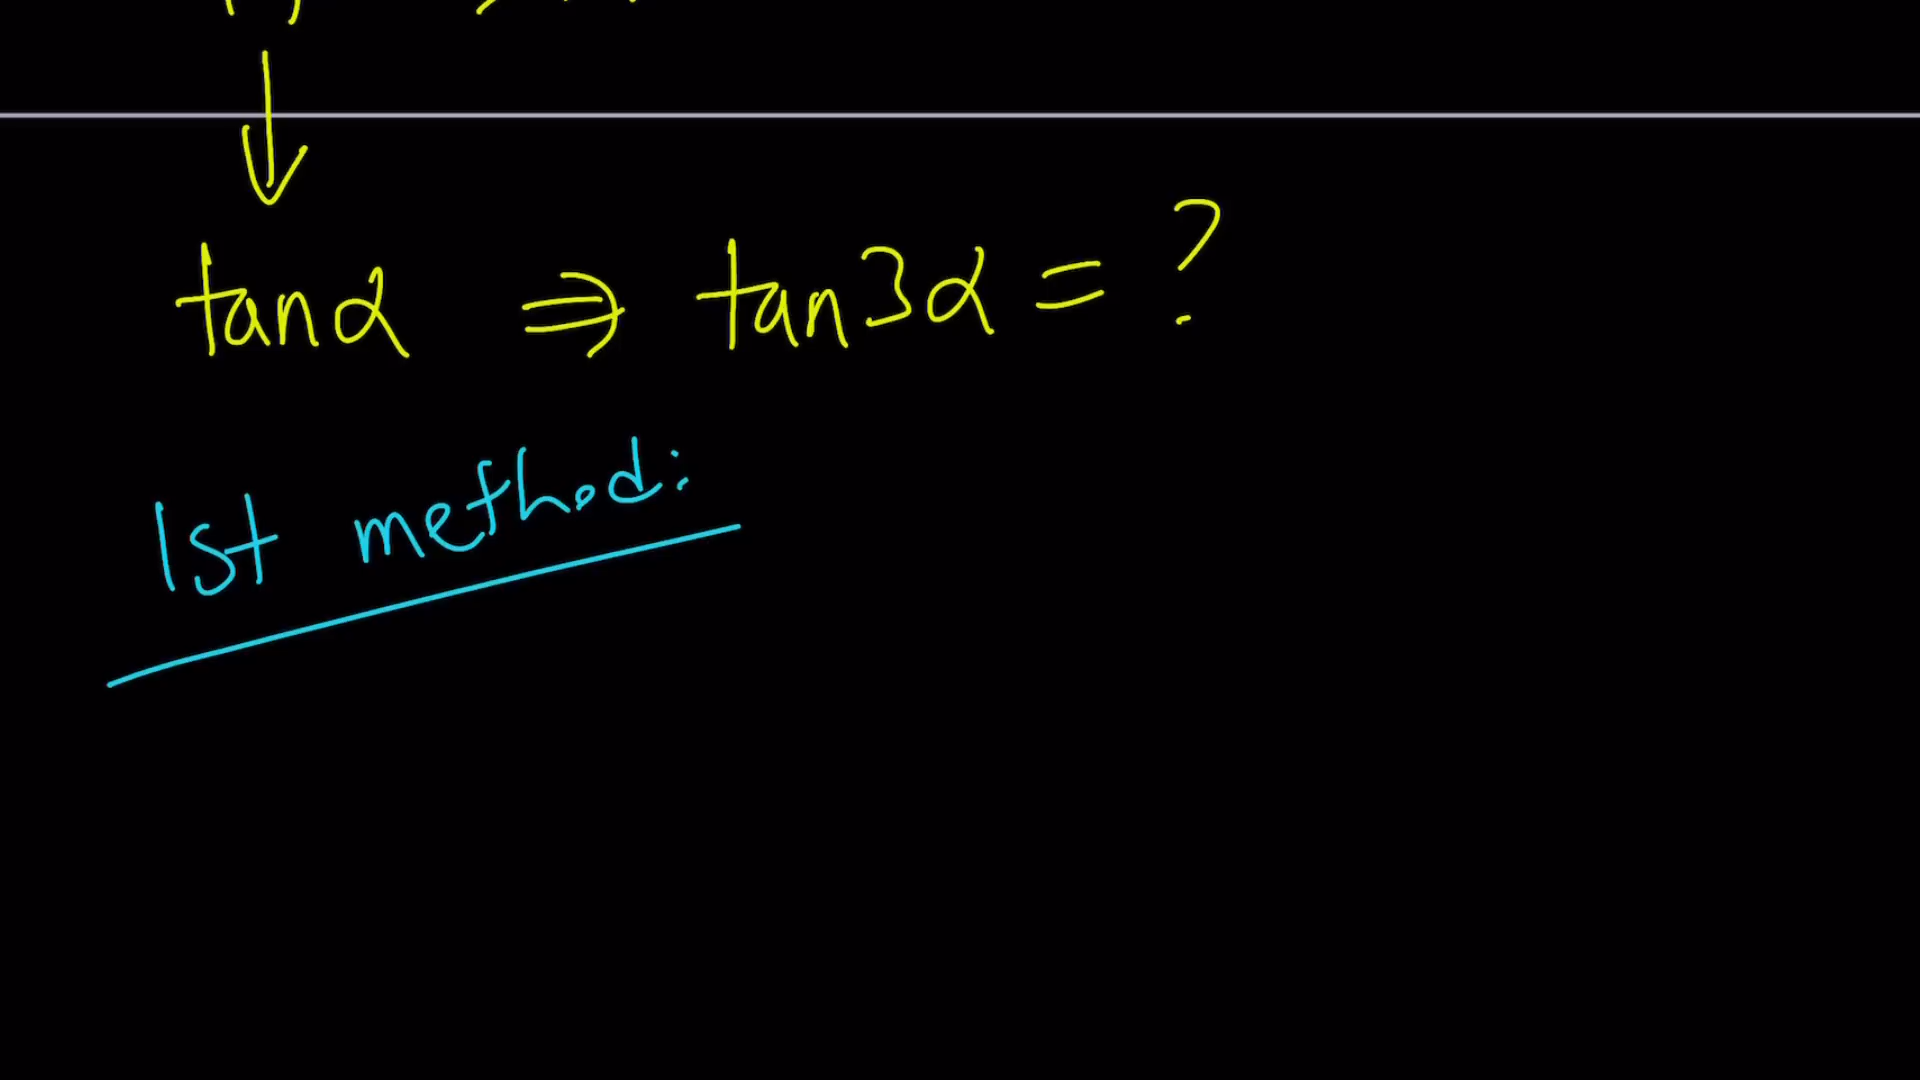 tanα ⇒ tan3α = ?
1st method: